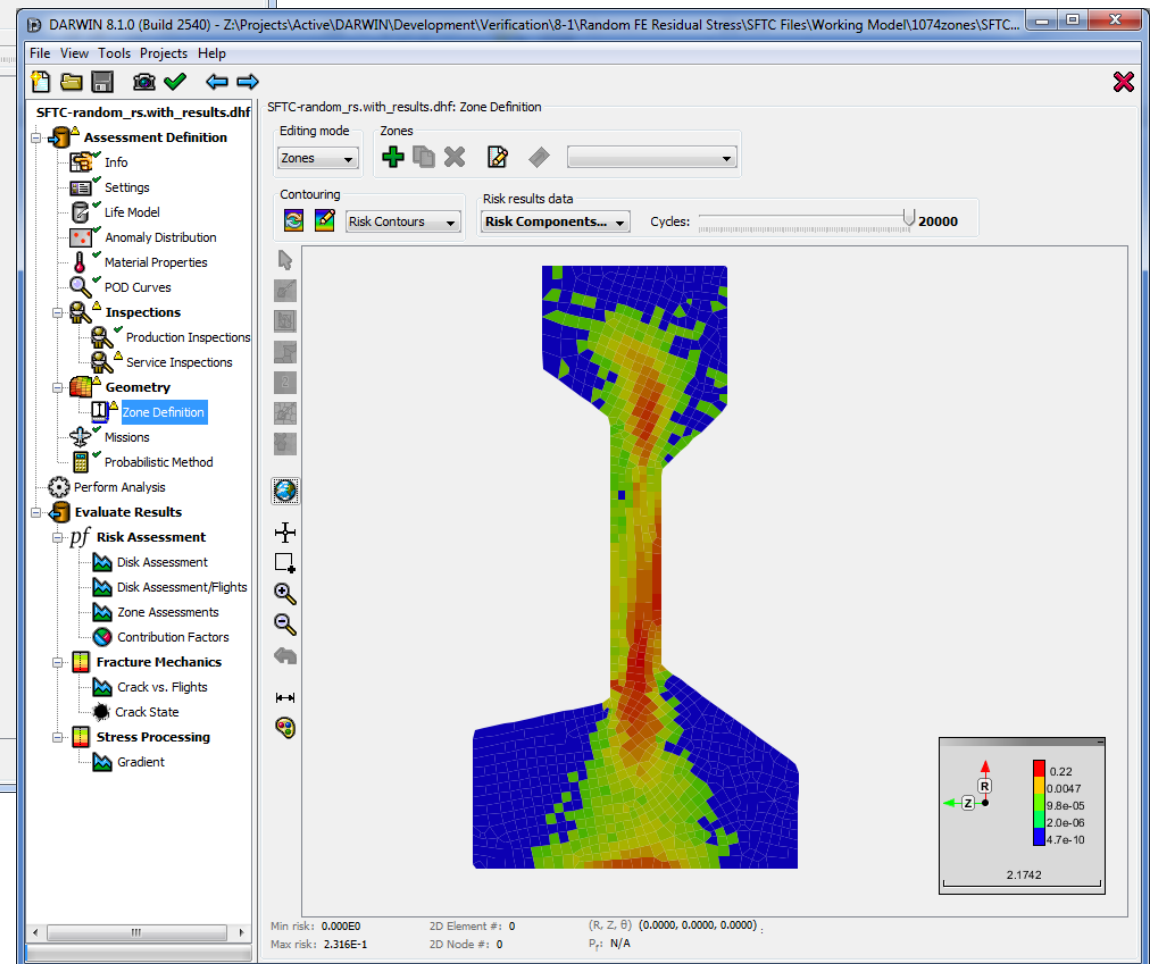 DARWIN 8.1.0 (Build 2540) - Z:\Projects\Active\DARWIN\Development\Verification\8-1\Random FE Residual Stress\SFTC Files\Working Model\1074zones\SFTC...
File View Tools Projects Help
SFTC-random_rs.with_results.dhf
Assessment Definition
Info
Settings
Life Model
Anomaly Distribution
Material Properties
POD Curves
Inspections
Production Inspections
Service Inspections
Geometry
Zone Definition
Missions
Probabilistic Method
Perform Analysis
Evaluate Results
pf Risk Assessment
Disk Assessment
Disk Assessment/Flights
Zone Assessments
Contribution Factors
Fracture Mechanics
Crack vs. Flights
Crack State
Stress Processing
Gradient
SFTC-random_rs.with_results.dhf: Zone Definition
Editing mode Zones
Zones
Contouring Risk results data
Risk Contours Risk Components... Cycles: 20000
R
Z
0.22
0.0047
9.8e-05
2.0e-06
4.7e-10
2.1742
Min risk: 0.000E0 2D Element #: 0 (R, Z, θ) (0.0000, 0.0000, 0.0000)
Max risk: 2.316E-1 2D Node #: 0 Pf: N/A